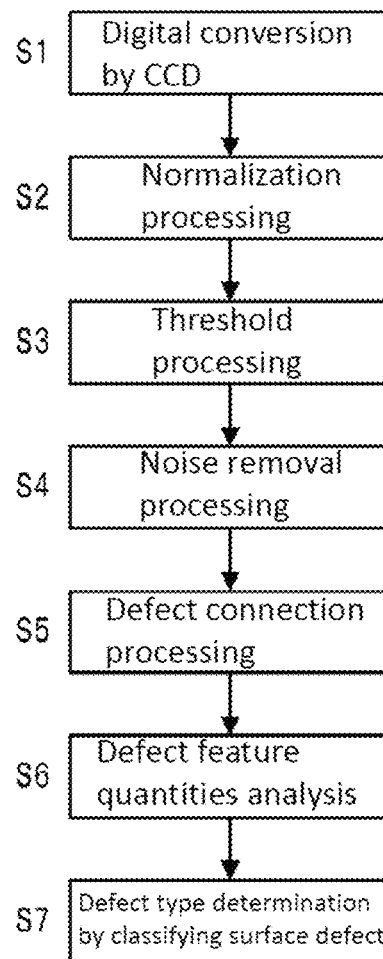 S1
Digital conversion
by CCD
S2
Normalization
processing
S3
Threshold
processing
S4
Noise removal
processing
S5
Defect connection
processing
S6
Defect feature
quantities analysis
S7
Defect type determination
by classifying surface defect